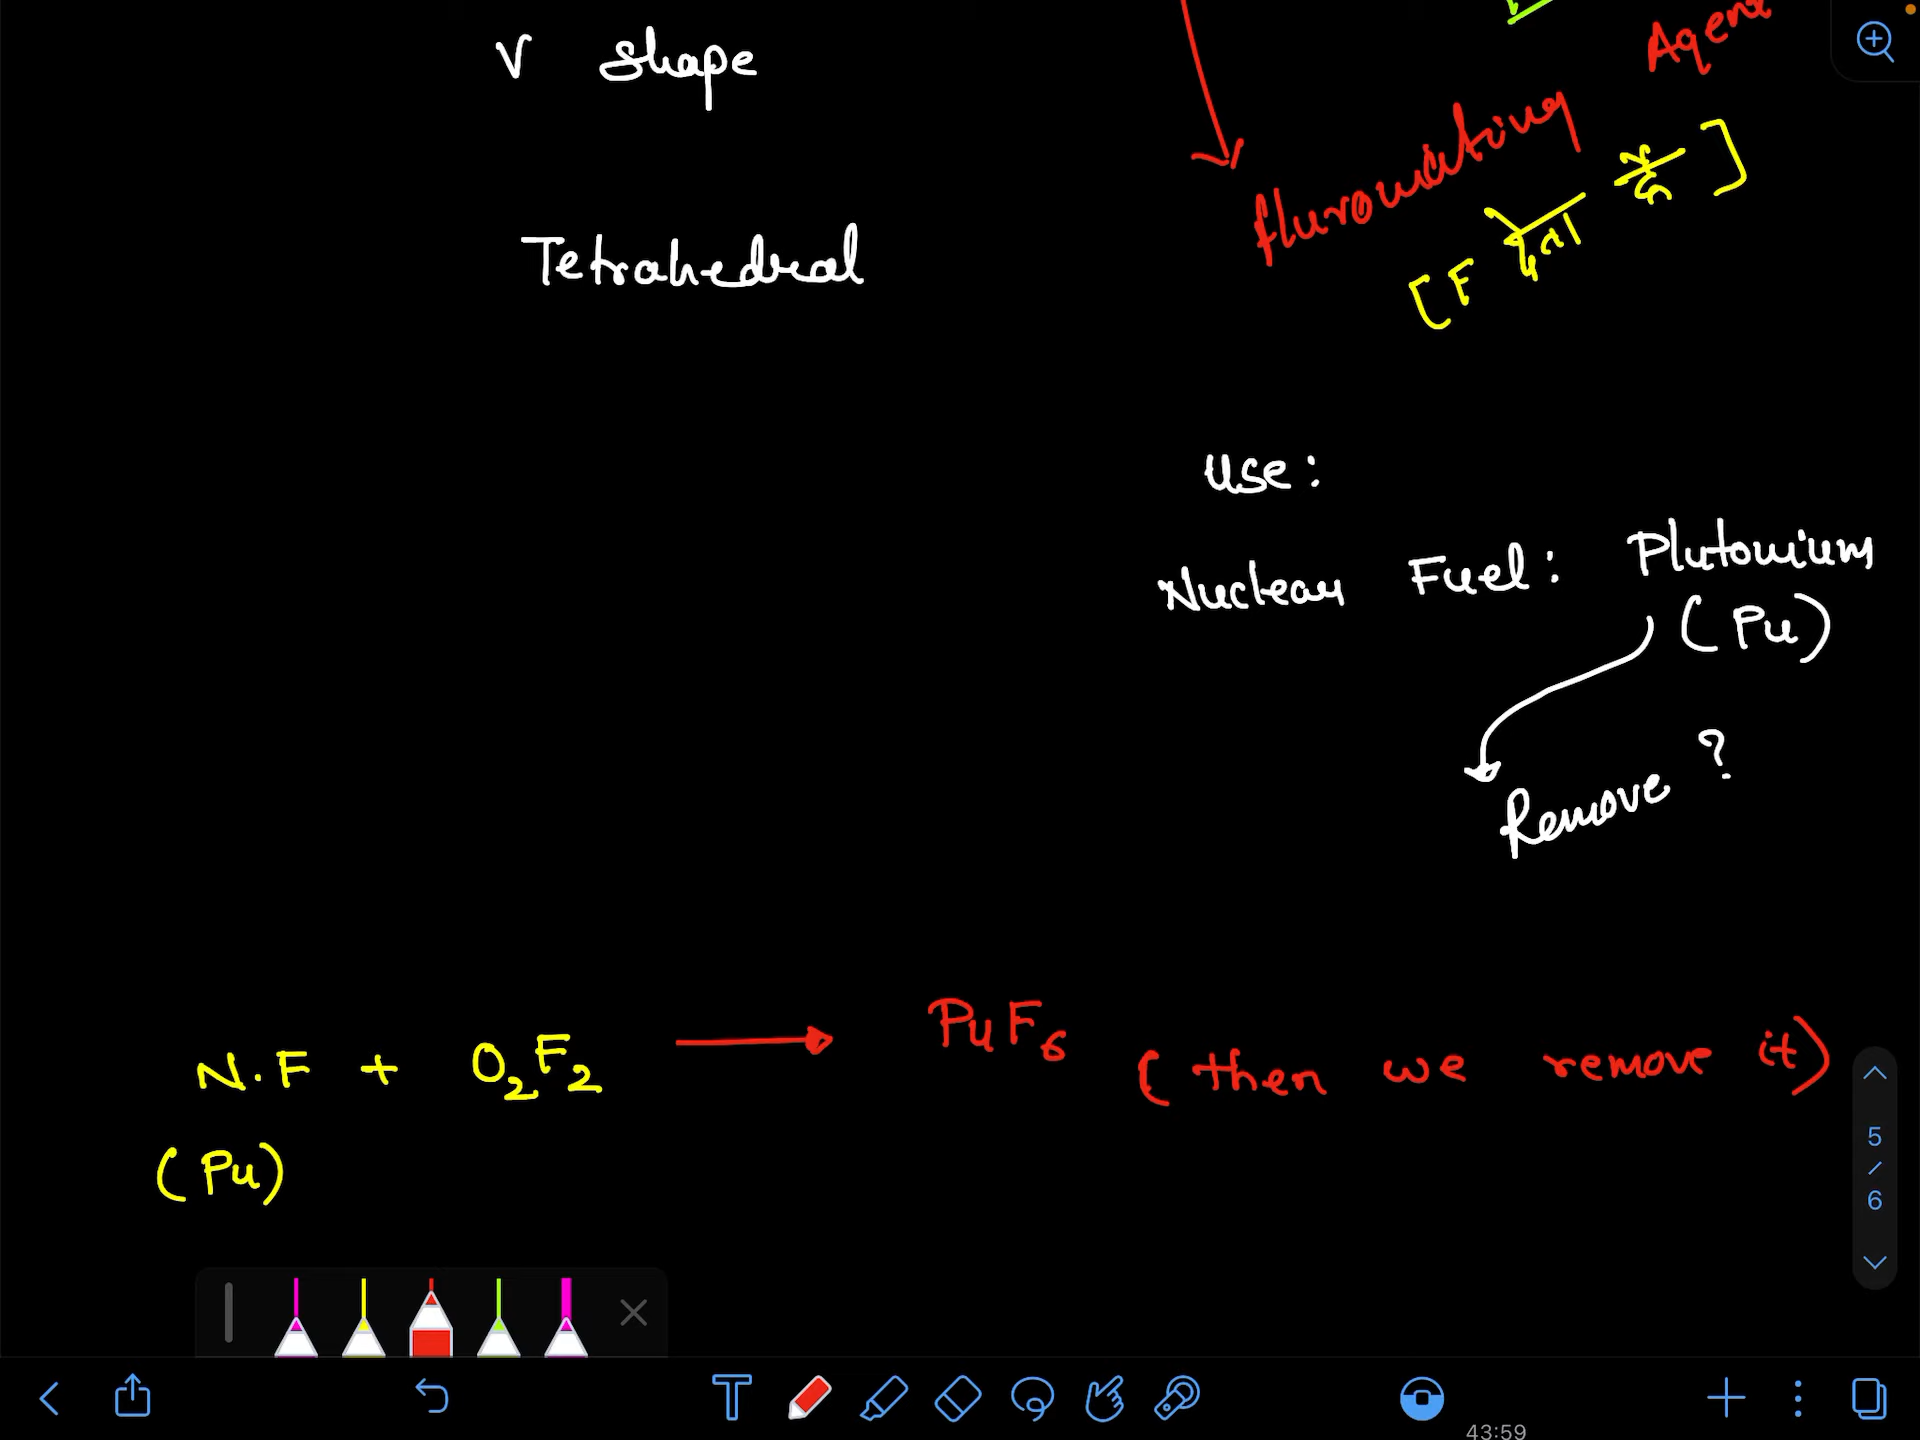 V shape
Agent
flurowating
Tetrahedral
[F
]
Use:
Nuclear Fuel: Plutonium
(Pu)
Remove ?
N.F + O₂F₂ → PuF₆ (then we remove it)
(Pu)
5
/
6
T
43:59